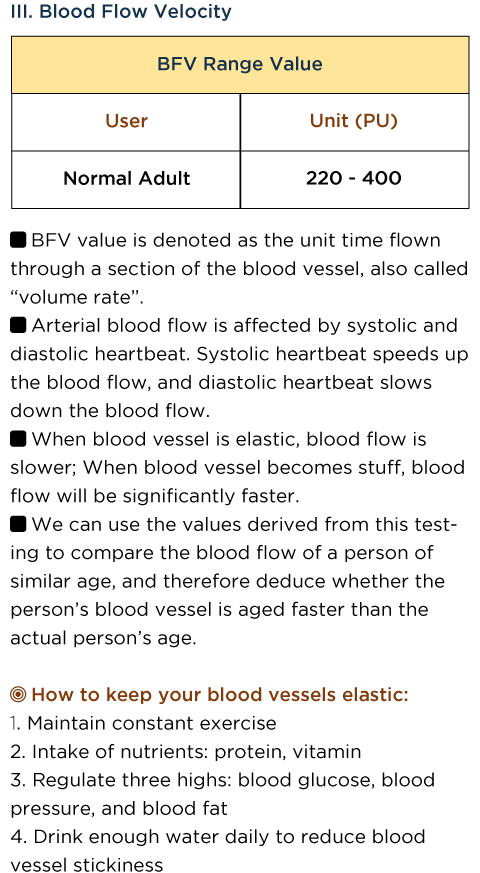 III. Blood Flow Velocity
BFV Range Value
User
Unit (PU)
Normal Adult
220 - 400
BFV value is denoted as the unit time flown
through a section of the blood vessel, also called
“volume rate”.
Arterial blood flow is affected by systolic and
diastolic heartbeat. Systolic heartbeat speeds up
the blood flow, and diastolic heartbeat slows
down the blood flow.
When blood vessel is elastic, blood flow is
slower; When blood vessel becomes stuff, blood
flow will be significantly faster.
We can use the values derived from this test-
ing to compare the blood flow of a person of
similar age, and therefore deduce whether the
person’s blood vessel is aged faster than the
actual person’s age.
How to keep your blood vessels elastic:
1. Maintain constant exercise
2. Intake of nutrients: protein, vitamin
3. Regulate three highs: blood glucose, blood
pressure, and blood fat
4. Drink enough water daily to reduce blood
vessel stickiness